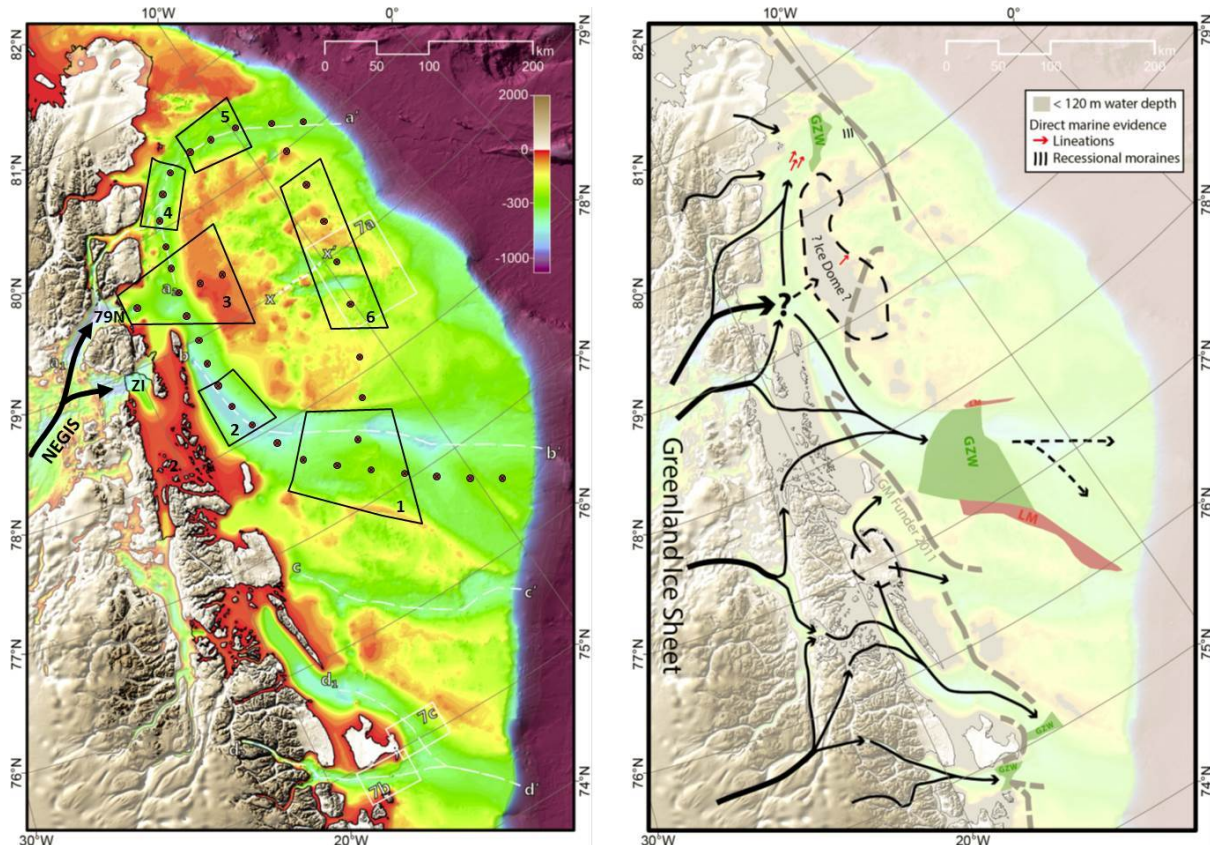 10°W
0°
82°N
79°N
0
50
100
km
200
2000
-300
-1000
5
a'
81°N
78°N
4
7a
x'
a₂
3
x
80°N
79N
6
77°N
a₁
b
ZI
NEGIS
2
79°N
b'
76°N
1
78°N
c
c'
75°N
77°N
d₁
7c
d
7b
d'
76°N
74°N
30°W
20°W
10°W
0°
82°N
79°N
0
50
100
km
200
< 120 m water depth
Direct marine evidence
Lineations
Recessional moraines
GZW
81°N
78°N
? Ice Dome ?
80°N
?
77°N
79°N
GZW
76°N
LM
LGM Funder 2011
Greenland Ice Sheet
78°N
75°N
77°N
GZW
GZW
76°N
74°N
30°W
20°W